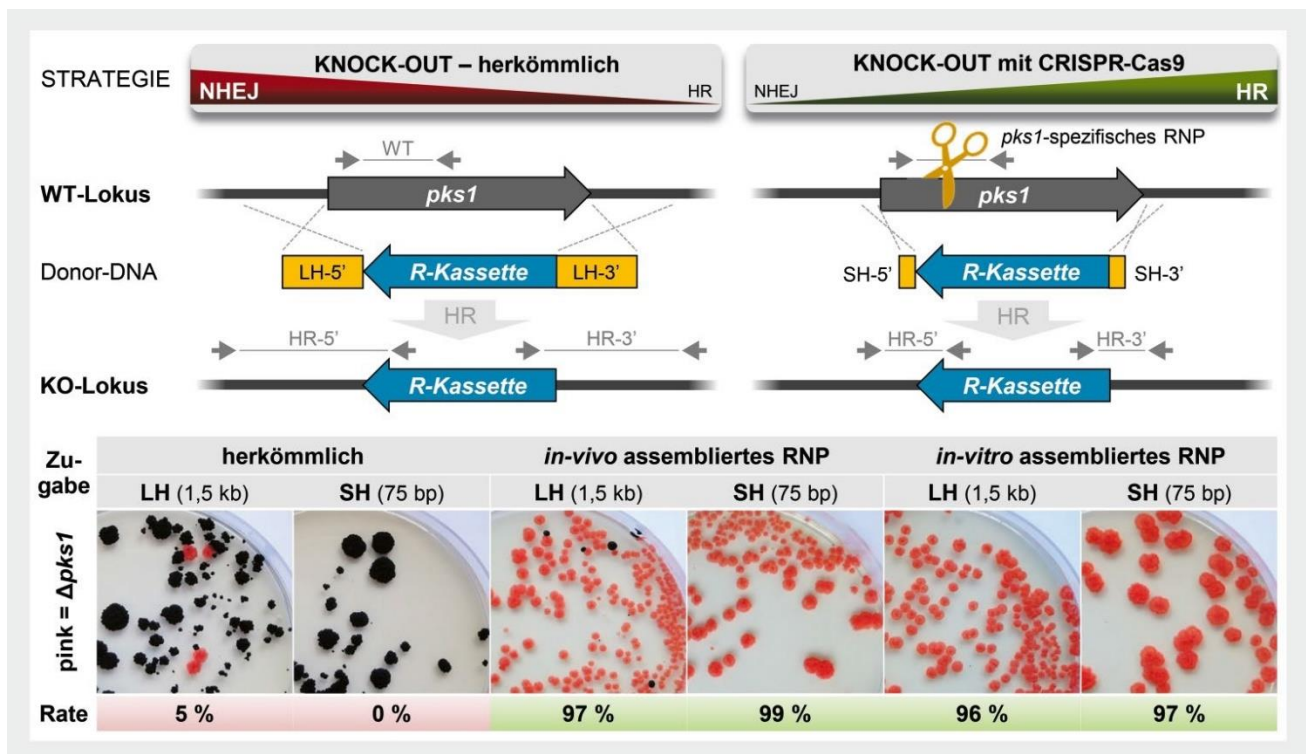 STRATEGIE
KNOCK-OUT – herkömmlich
NHEJ
HR
KNOCK-OUT mit CRISPR-Cas9
NHEJ
HR
WT
pks1-spezifisches RNP
WT-Lokus
pks1
pks1
Donor-DNA
LH-5’
R-Kassette
LH-3’
SH-5’
R-Kassette
SH-3’
HR
HR
HR-5’
HR-3’
HR-5’
HR-3’
KO-Lokus
R-Kassette
R-Kassette
Zu-
gabe
herkömmlich
in-vivo assembliertes RNP
in-vitro assembliertes RNP
LH (1,5 kb)
SH (75 bp)
LH (1,5 kb)
SH (75 bp)
LH (1,5 kb)
SH (75 bp)
pink = Δpks1
Rate
5 %
0 %
97 %
99 %
96 %
97 %